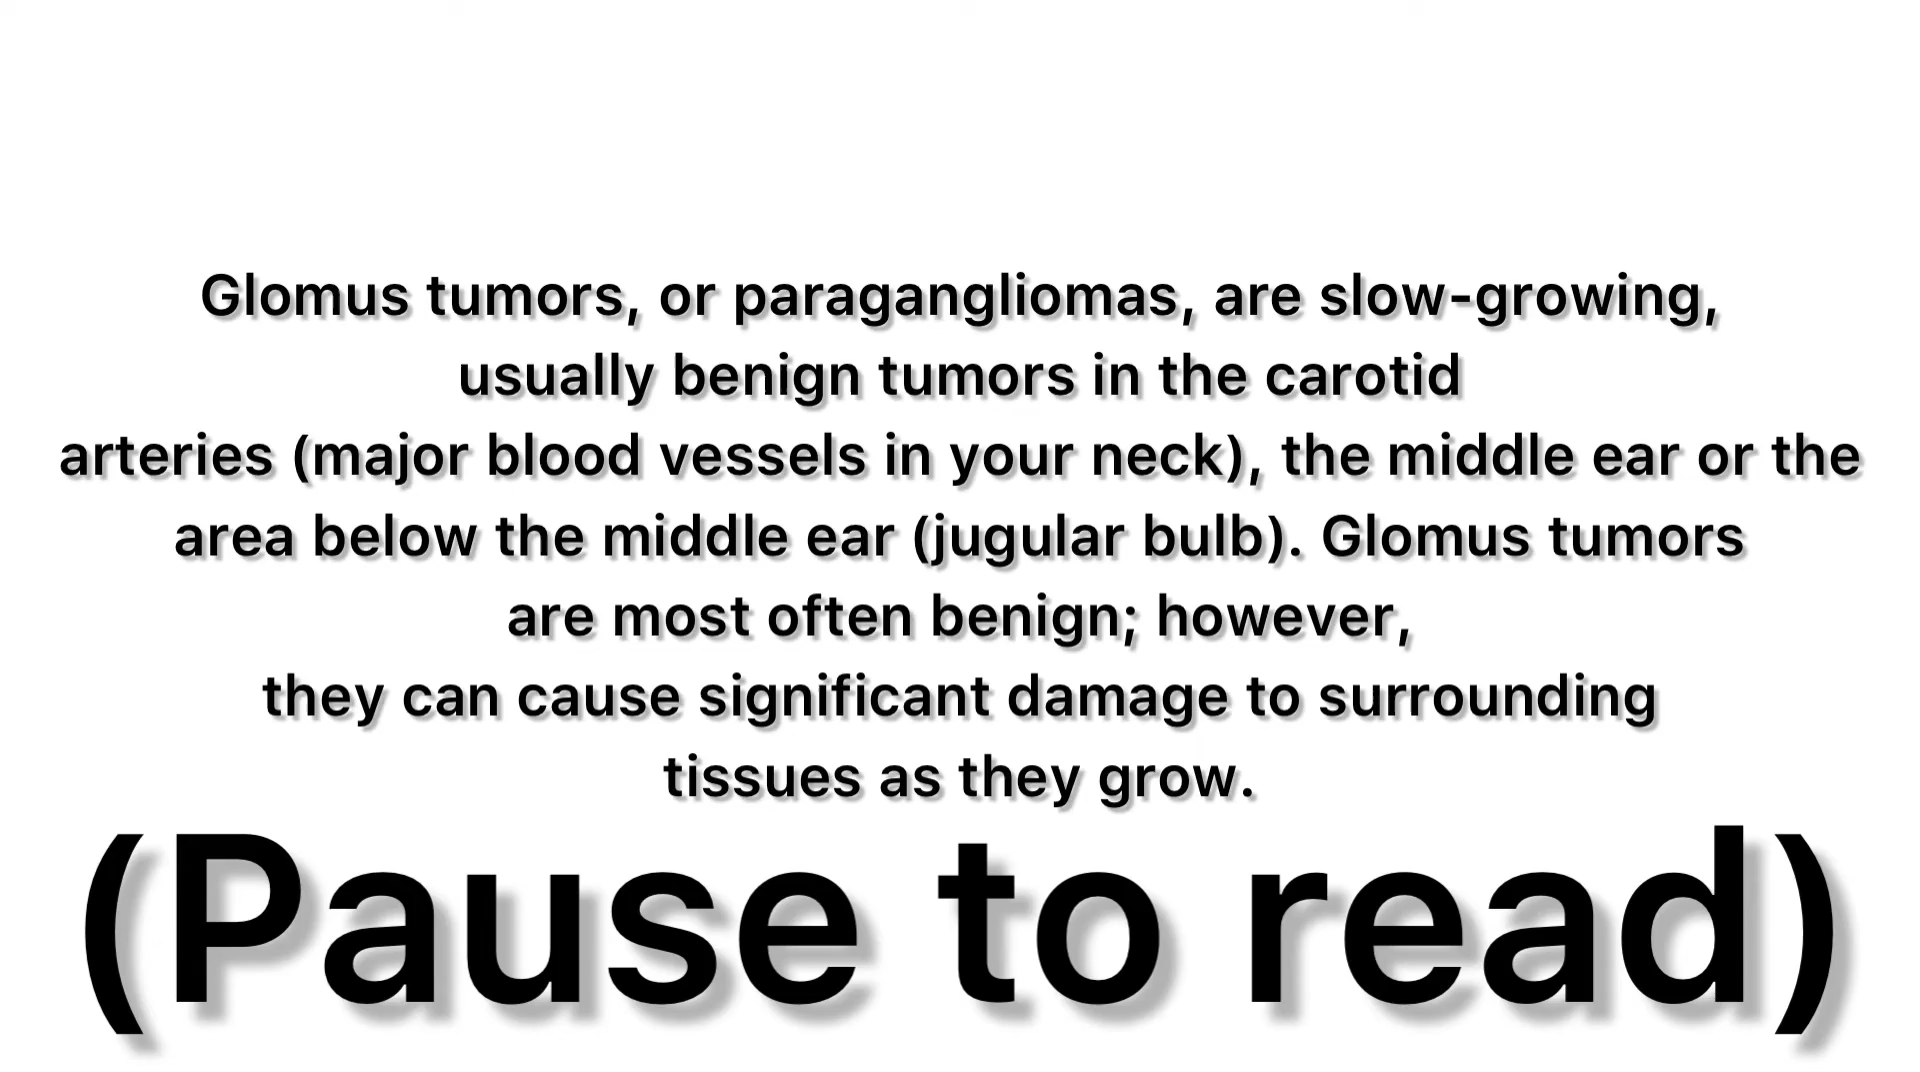 Glomus tumors, or paragangliomas, are slow-growing,
usually benign tumors in the carotid
arteries (major blood vessels in your neck), the middle ear or the
area below the middle ear (jugular bulb). Glomus tumors
are most often benign; however,
they can cause significant damage to surrounding
tissues as they grow.
(Pause to read)